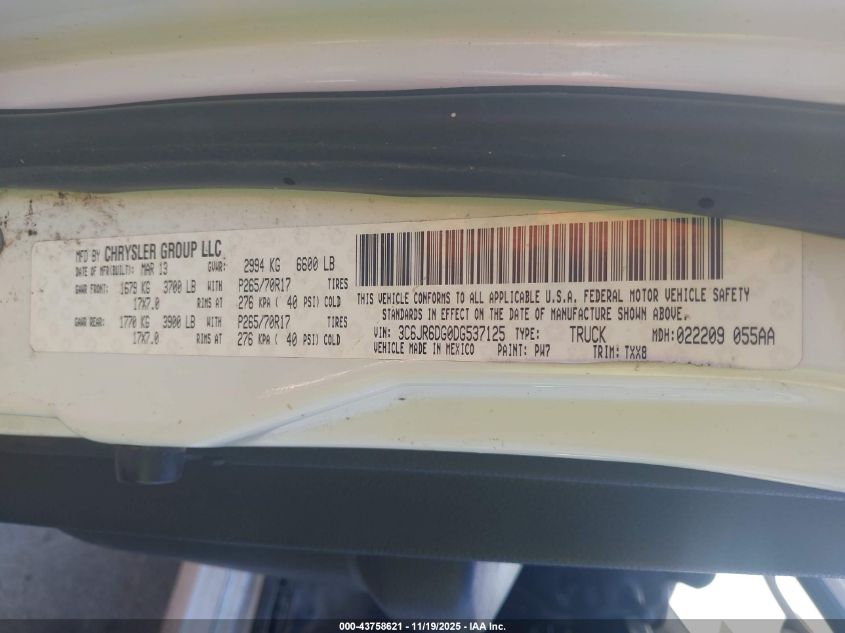 MFD BY CHRYSLER GROUP LLC
DATE OF MFR(BUILT): MAR 13 GVWR: 2994 KG 6600 LB
GAWR FRONT: 1679 KG 3700 LB WITH P265/70R17 TIRES
17X7.0 RIMS AT 276 KPA ( 40 PSI) COLD
GAWR REAR: 1770 KG 3900 LB WITH P265/70R17 TIRES
17X7.0 RIMS AT 276 KPA ( 40 PSI) COLD
THIS VEHICLE CONFORMS TO ALL APPLICABLE U.S.A. FEDERAL MOTOR VEHICLE SAFETY
STANDARDS IN EFFECT ON THE DATE OF MANUFACTURE SHOWN ABOVE.
VIN: 3C6JR6DG0DG537125 TYPE: TRUCK MDH: 022209 055AA
VEHICLE MADE IN MEXICO PAINT: PW7 TRIM: TXX8
000-43758621 - 11/19/2025 - IAA Inc.